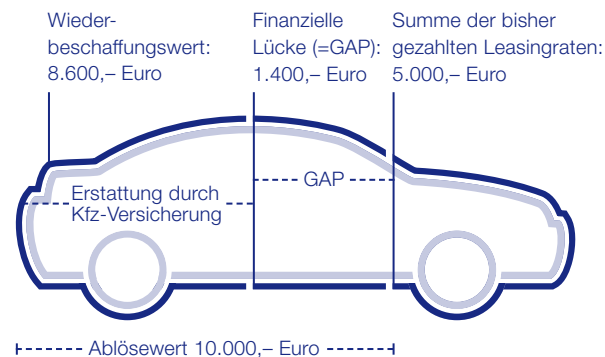 Wieder-
beschaffungswert:
8.600,– Euro
Finanzielle
Lücke (=GAP):
1.400,– Euro
Summe der bisher
gezahlten Leasingraten:
5.000,– Euro
GAP
Erstattung durch
Kfz-Versicherung
Ablösewert 10.000,– Euro